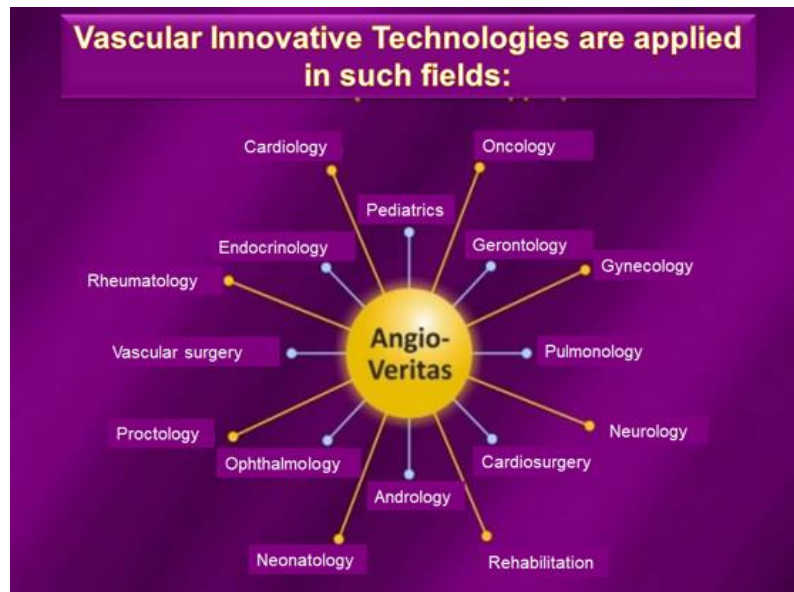 Vascular Innovative Technologies are applied
in such fields:
Cardiology
Oncology
Pediatrics
Endocrinology
Gerontology
Rheumatology
Gynecology
Angio-
Veritas
Vascular surgery
Pulmonology
Proctology
Neurology
Ophthalmology
Cardiosurgery
Andrology
Neonatology
Rehabilitation